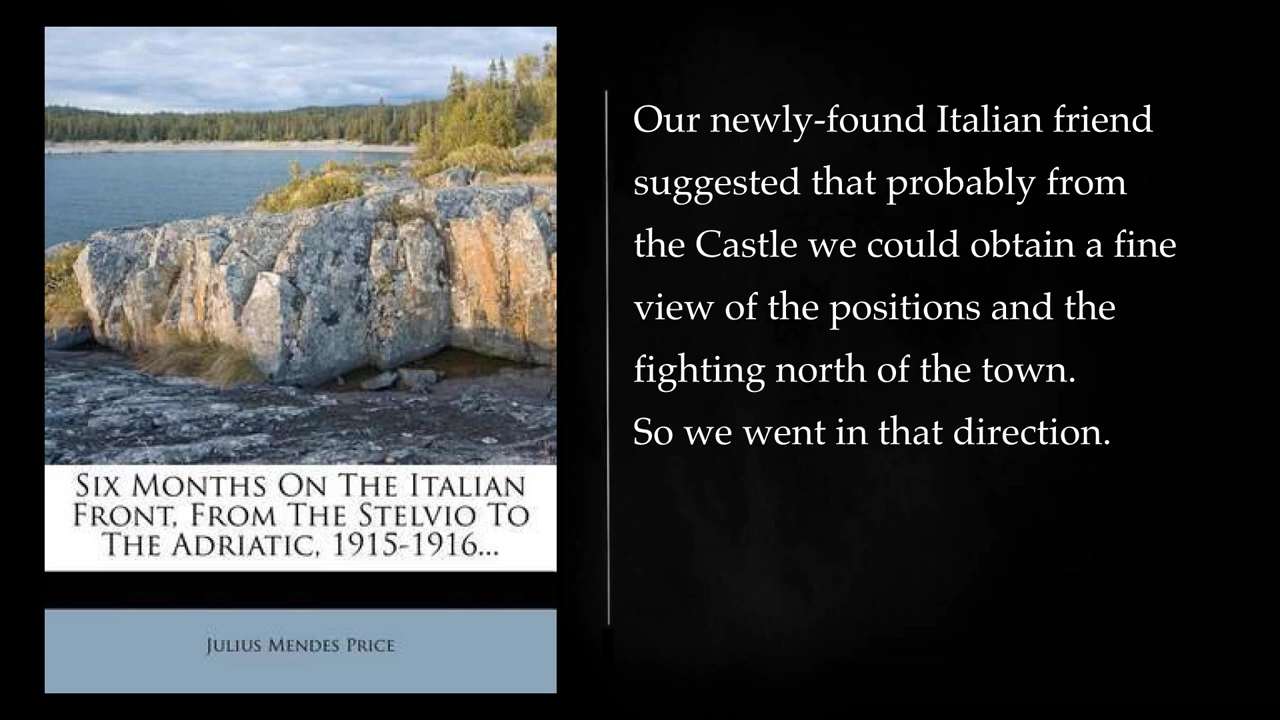 Six Months On The Italian
Front, From The Stelvio To
The Adriatic, 1915-1916...
Julius Mendes Price
Our newly-found Italian friend
suggested that probably from
the Castle we could obtain a fine
view of the positions and the
fighting north of the town.
So we went in that direction.